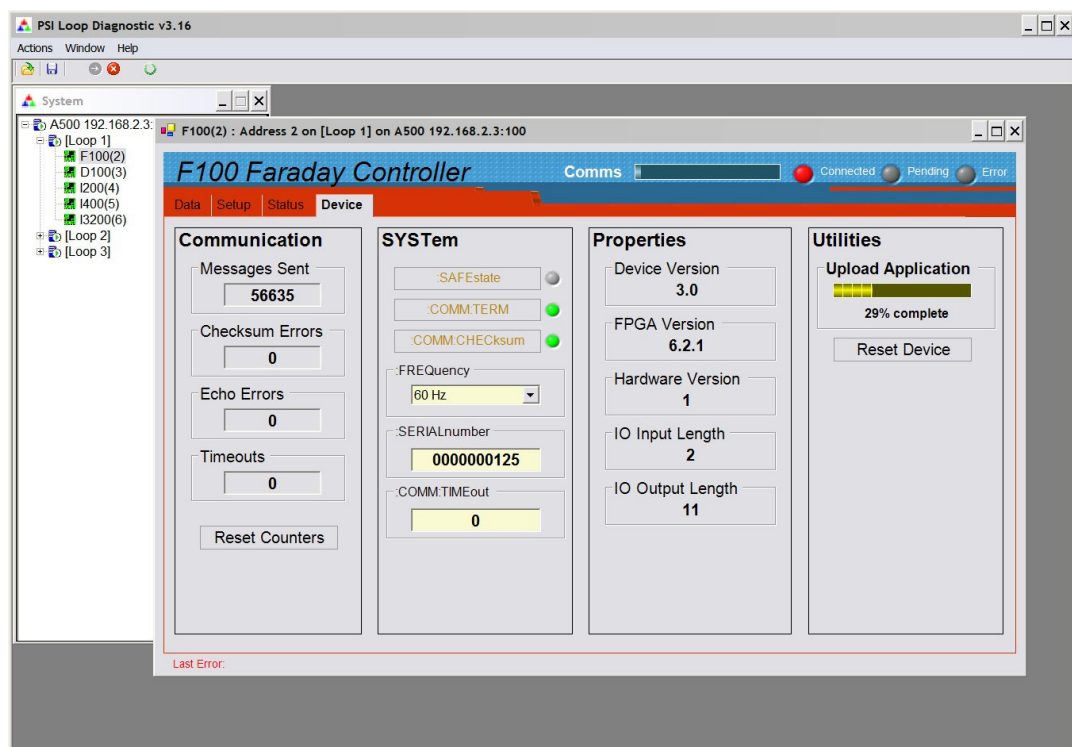 PSI Loop Diagnostic v3.16
Actions Window Help
System
A500 192.168.2.3:
[Loop 1]
F100(2)
D100(3)
I200(4)
I400(5)
I3200(6)
[Loop 2]
[Loop 3]
F100(2) : Address 2 on [Loop 1] on A500 192.168.2.3:100
F100 Faraday Controller
Comms
Connected Pending Error
Data Setup Status Device
Communication
Messages Sent
56635
Checksum Errors
0
Echo Errors
0
Timeouts
0
Reset Counters
SYSTem
:SAFEstate
:COMM:TERM
:COMM:CHECksum
:FREQuency
60 Hz
:SERIALnumber
0000000125
:COMM:TIMEout
0
Properties
Device Version
3.0
FPGA Version
6.2.1
Hardware Version
1
IO Input Length
2
IO Output Length
11
Utilities
Upload Application
29% complete
Reset Device
Last Error: